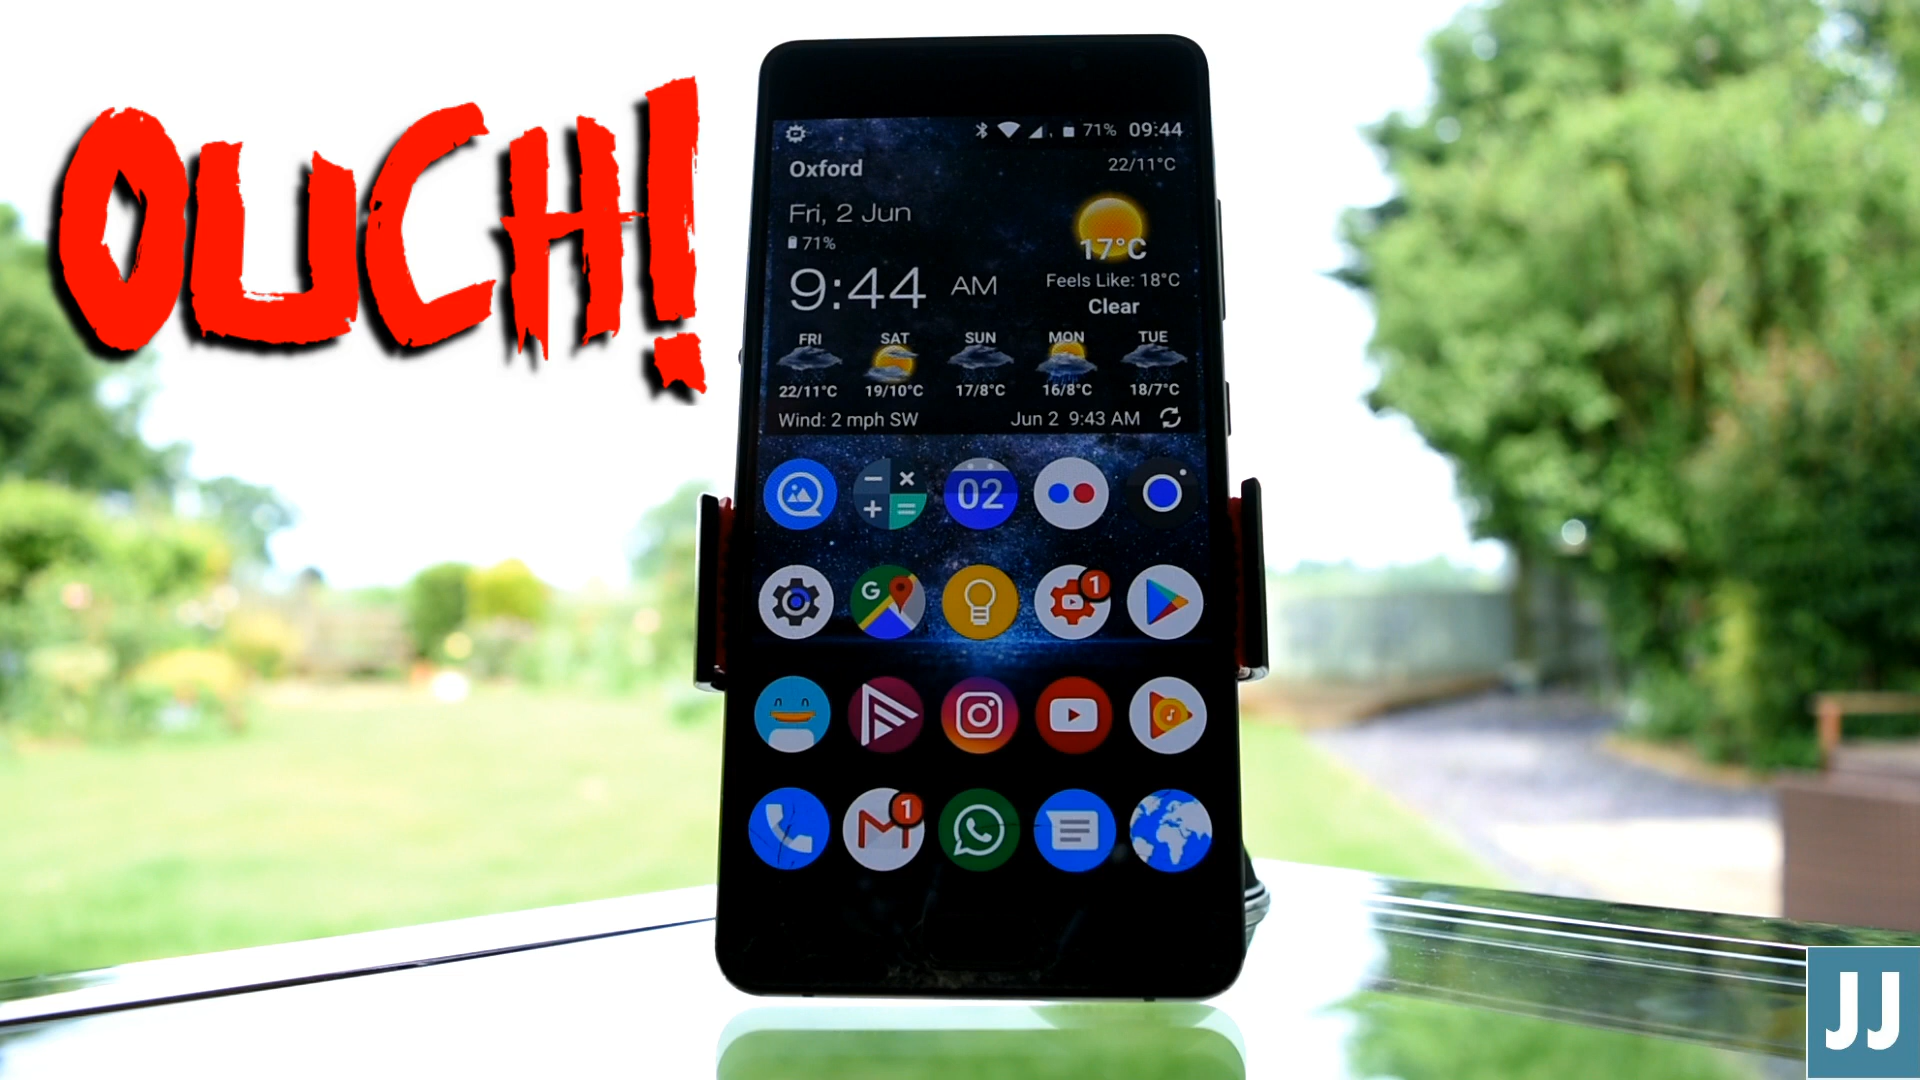 OUCH!
71% 09:44
Oxford
22/11°C
Fri, 2 Jun
71%
17°C
9:44 AM
Feels Like: 18°C
Clear
FRI SAT SUN MON TUE
22/11°C 19/10°C 17/8°C 16/8°C 18/7°C
Wind: 2 mph SW Jun 2 9:43 AM
02
G 1
1
JJ